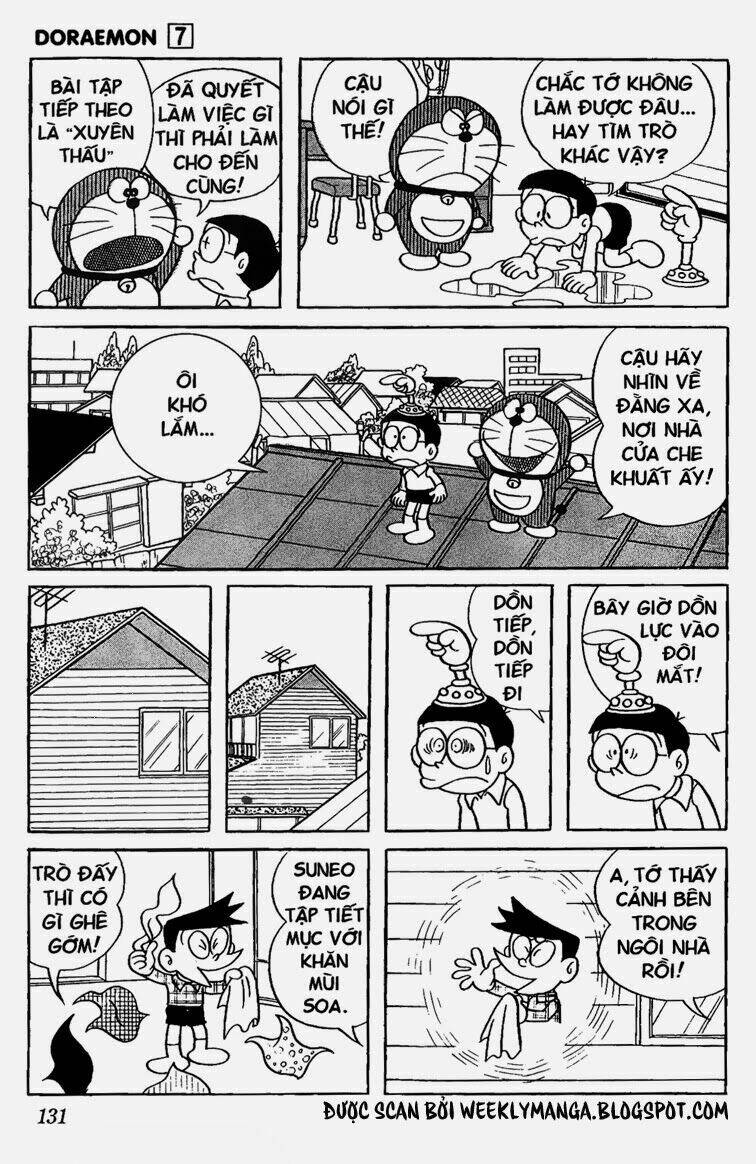 DORAEMON 7
CHẮC TỚ KHÔNG
LÀM ĐƯỢC ĐÂU...
HAY TÌM TRÒ
KHÁC VẬY?
CẬU
NÓI GÌ
THẾ!
ĐÃ QUYẾT
LÀM VIỆC GÌ
THÌ PHẢI LÀM
CHO ĐẾN
CÙNG!
BÀI TẬP
TIẾP THEO
LÀ "XUYÊN
THẤU"
CẬU HÃY
NHÌN VỀ
ĐẰNG XA,
NƠI NHÀ
CỬA CHE
KHUẤT ẤY!
ÔI
KHÓ
LẮM...
BÂY GIỜ DỒN
LỰC VÀO
ĐÔI
MẮT!
DỒN
TIẾP,
DỒN
TIẾP
ĐI
A, TỚ THẤY
CẢNH BÊN
TRONG
NGÔI NHÀ
RỒI!
SUNEO
ĐANG
TẬP TIẾT
MỤC VỚI
KHĂN
MÙI
SOA.
TRÒ ĐẤY
THÌ CÓ
GÌ GHÊ
GỚM!
131
ĐƯỢC SCAN BỞI WEEKLYMANGA.BLOGSPOT.COM